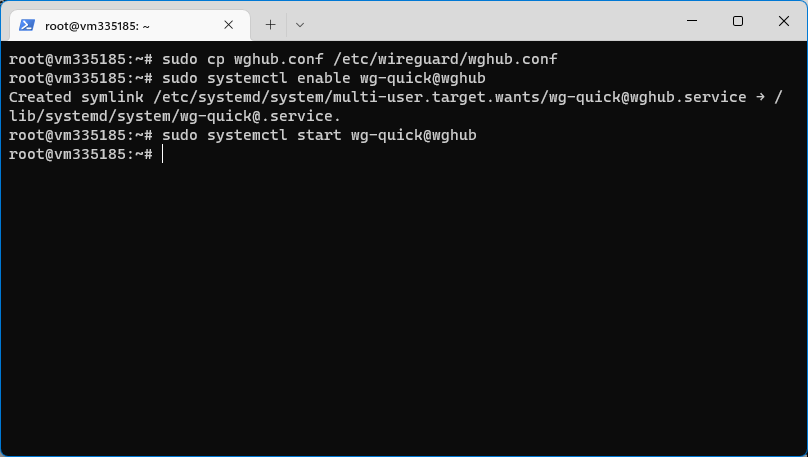 root@vm335185: ~
root@vm335185:~# sudo cp wghub.conf /etc/wireguard/wghub.conf
root@vm335185:~# sudo systemctl enable wg-quick@wghub
Created symlink /etc/systemd/system/multi-user.target.wants/wg-quick@wghub.service → /
lib/systemd/system/wg-quick@.service.
root@vm335185:~# sudo systemctl start wg-quick@wghub
root@vm335185:~#